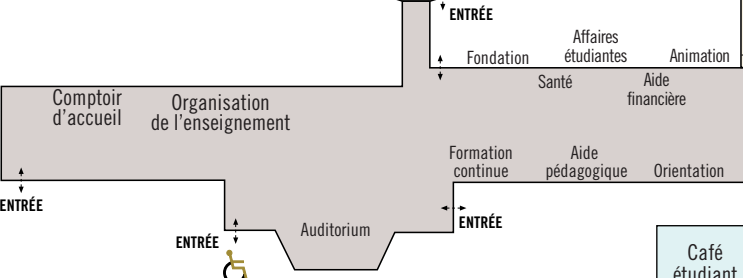 ENTRÉE
Affaires
étudiantes
Fondation
Animation
Santé
Aide
financière
Comptoir
d'accueil
Organisation
de l'enseignement
Formation
continue
Aide
pédagogique
Orientation
ENTRÉE
Auditorium
ENTRÉE
ENTRÉE
Café
étudiant